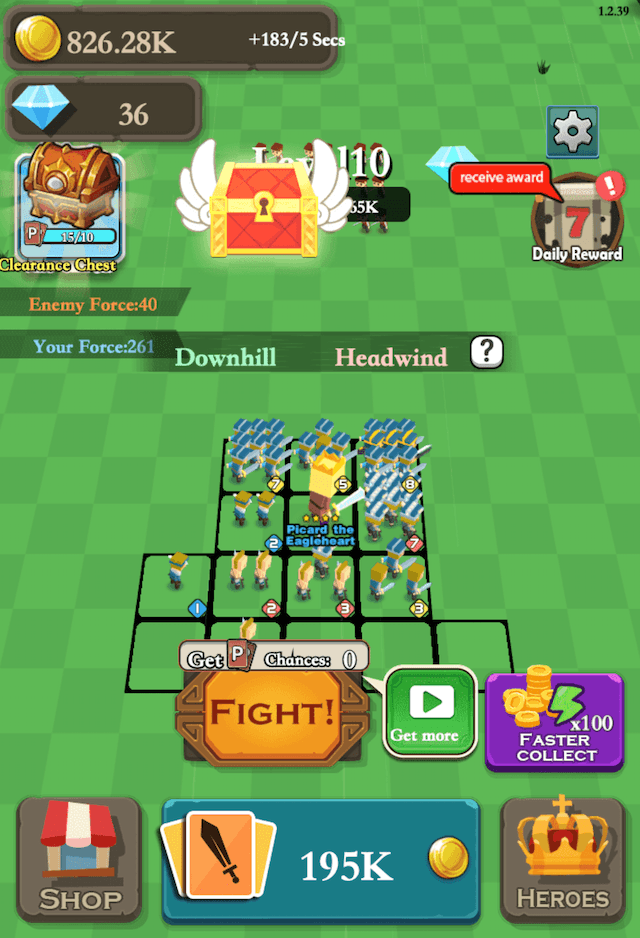 1.2.39
826.28K
+183/5 Secs
36
10
65K
receive award
!
7
Daily Reward
P
15/10
Clearance Chest
Enemy Force:40
Your Force:261
Downhill
Headwind
?
7
5
8
Picard the
Eagleheart
2
7
1
2
3
3
Get P Chances: 0
FIGHT!
Get more
x100
FASTER
COLLECT
SHOP
195K
HEROES